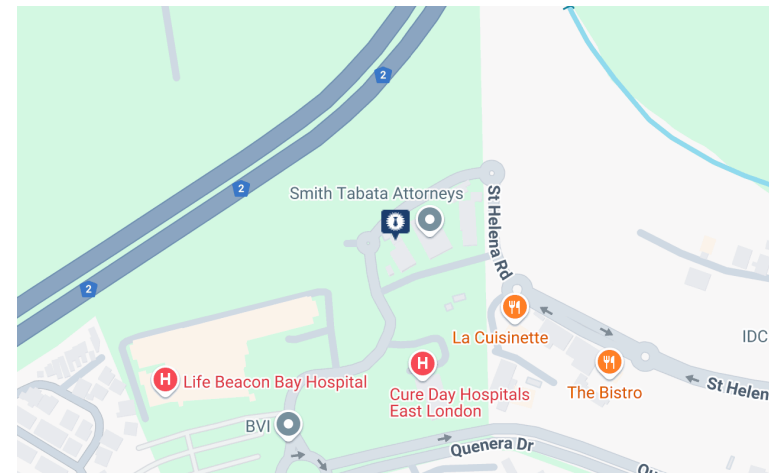 2
2
Smith Tabata Attorneys
St Helena Rd
2
La Cuisinette
IDC
H Life Beacon Bay Hospital
H Cure Day Hospitals
East London
The Bistro
St Helen
BVI
Quenera Dr
Qu